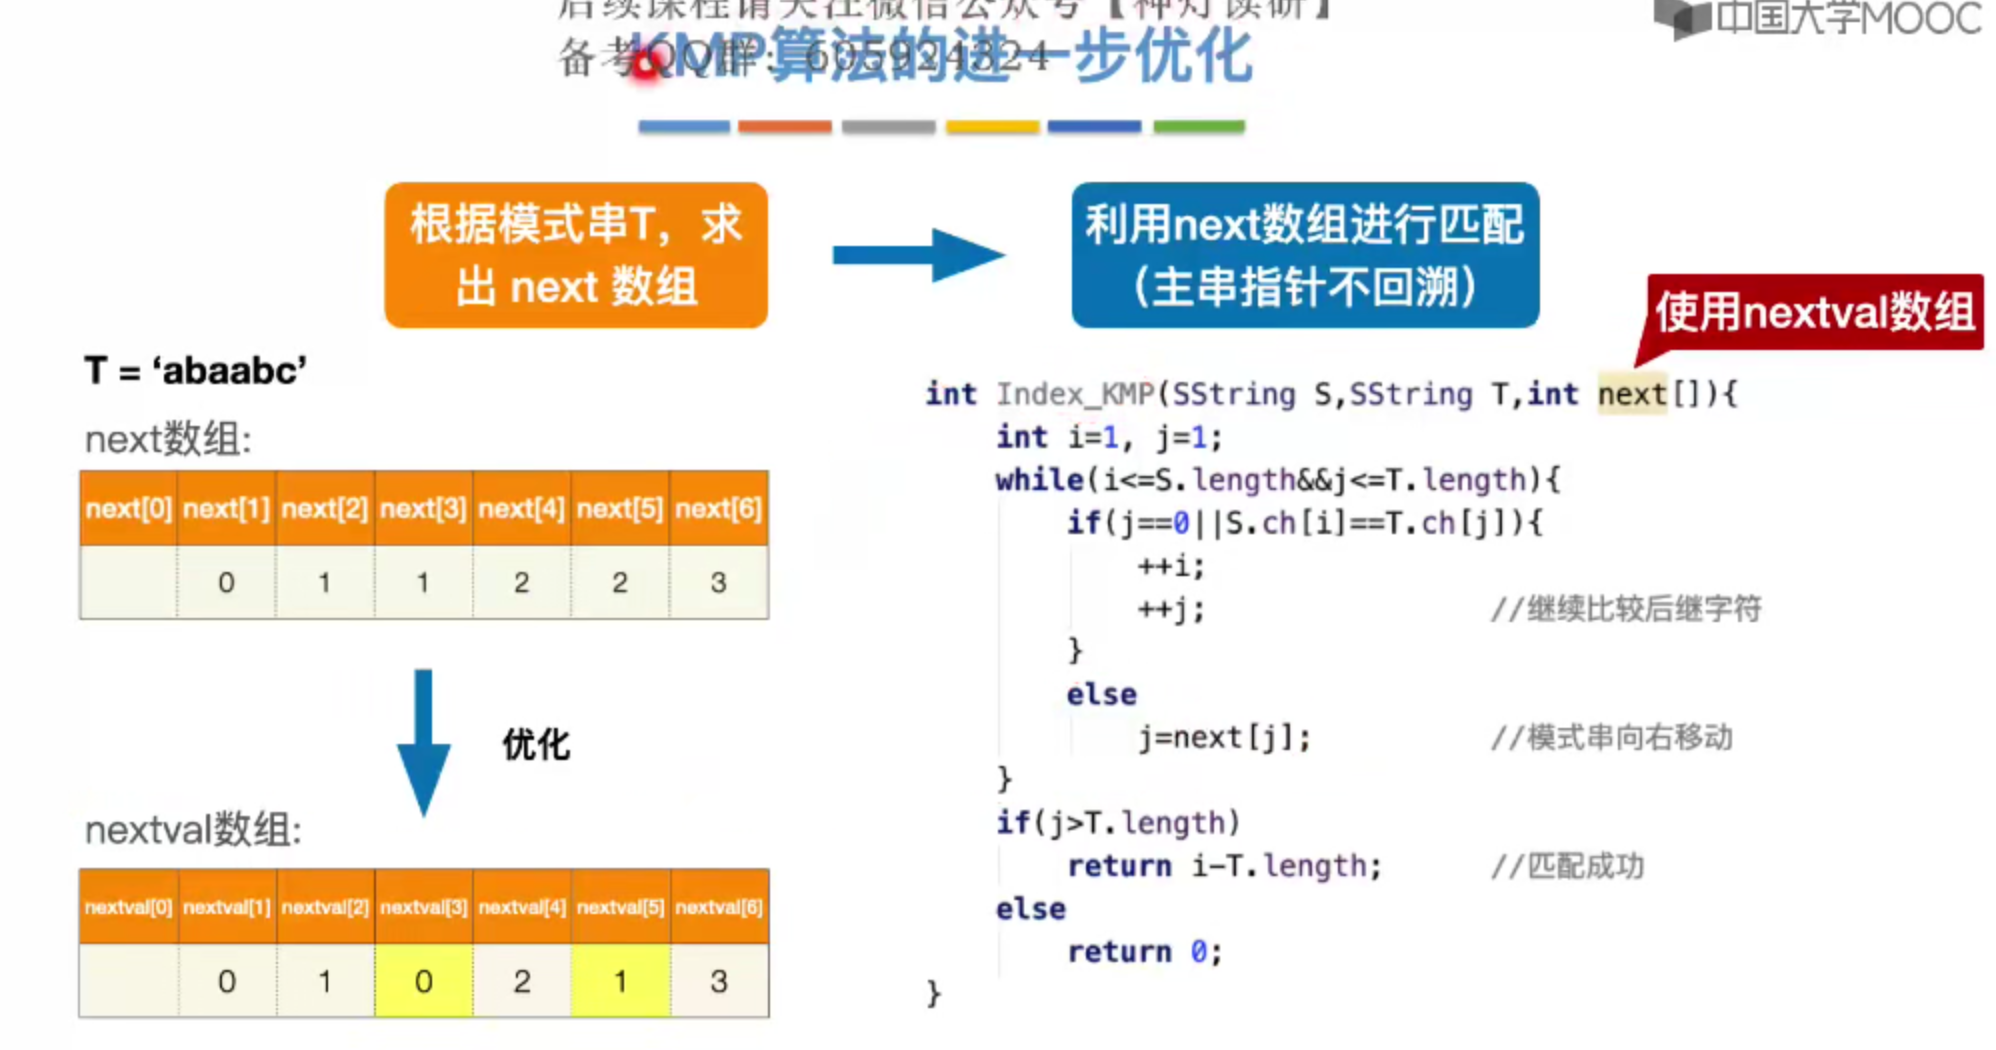 后续课程请关注微信公众号【神灯读研】
中国大学MOOC
备考QQ群：605924324
KMP算法的进一步优化
根据模式串T，求
出 next 数组
利用next数组进行匹配
（主串指针不回溯）
使用nextval数组
T = ‘abaabc’
next数组:
next[0] next[1] next[2] next[3] next[4] next[5] next[6]
0 1 1 2 2 3
优化
nextval数组:
nextval[0] nextval[1] nextval[2] nextval[3] nextval[4] nextval[5] nextval[6]
0 1 0 2 1 3
int Index_KMP(SString S,SString T,int next[]){
int i=1, j=1;
while(i<=S.length&&j<=T.length){
if(j==0||S.ch[i]==T.ch[j]){
++i;
++j; //继续比较后继字符
}
else
j=next[j]; //模式串向右移动
}
if(j>T.length)
return i-T.length; //匹配成功
else
return 0;
}